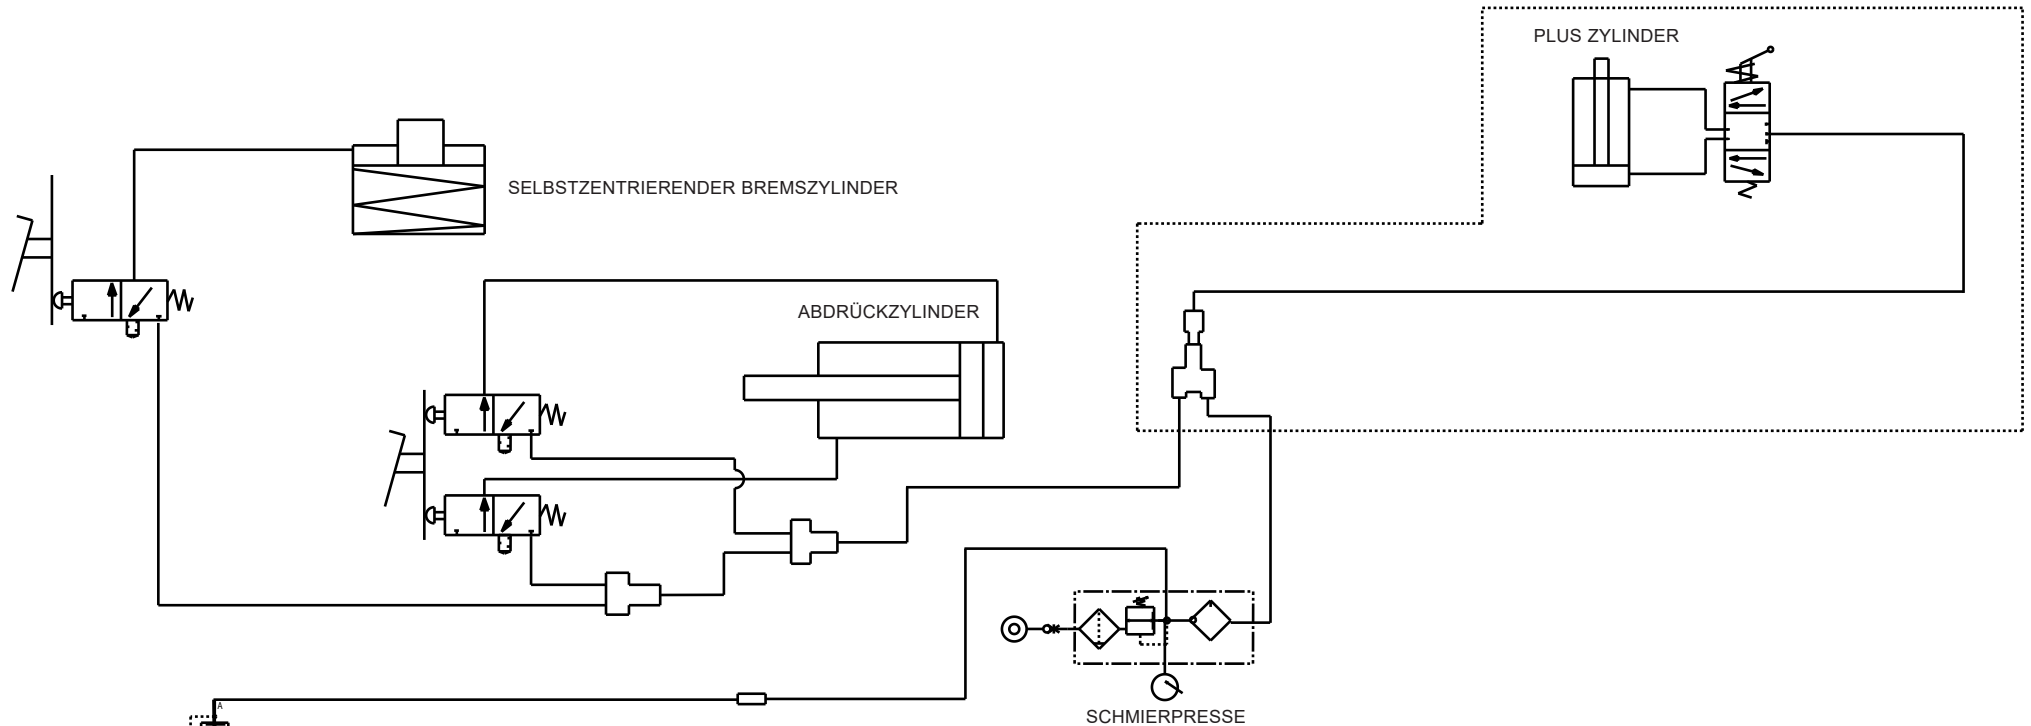 PLUS ZYLINDER
SELBSTZENTRIERENDER BREMSZYLINDER
ABDRÜCKZYLINDER
A
SCHMIERPRESSE